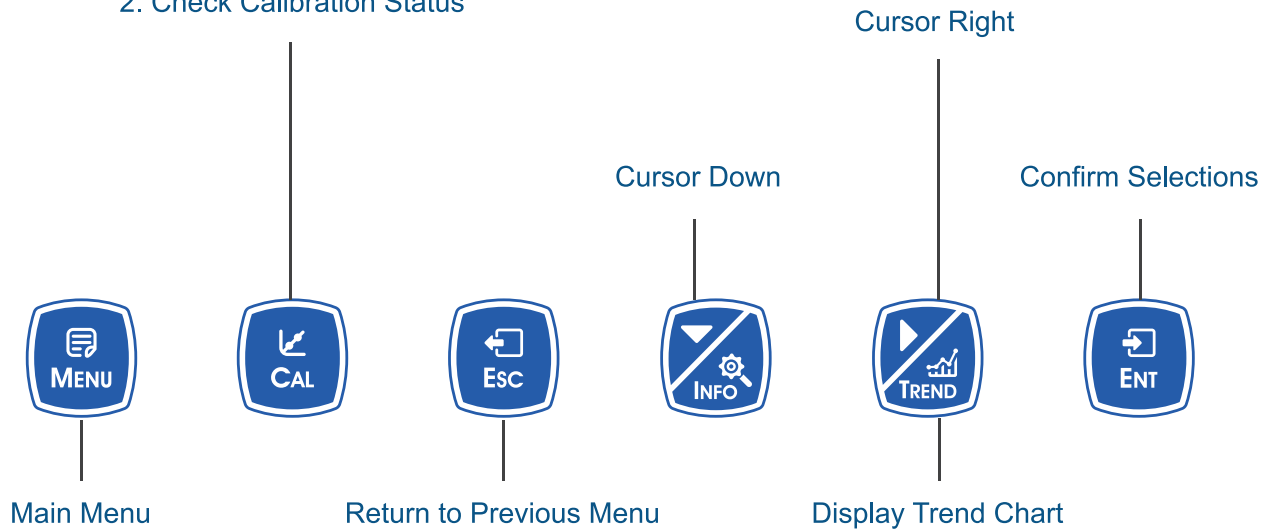 2. Check Calibration Status
Cursor Right
Cursor Down
Confirm Selections
MENU
CAL
ESC
INFO
TREND
ENT
Main Menu
Return to Previous Menu
Display Trend Chart